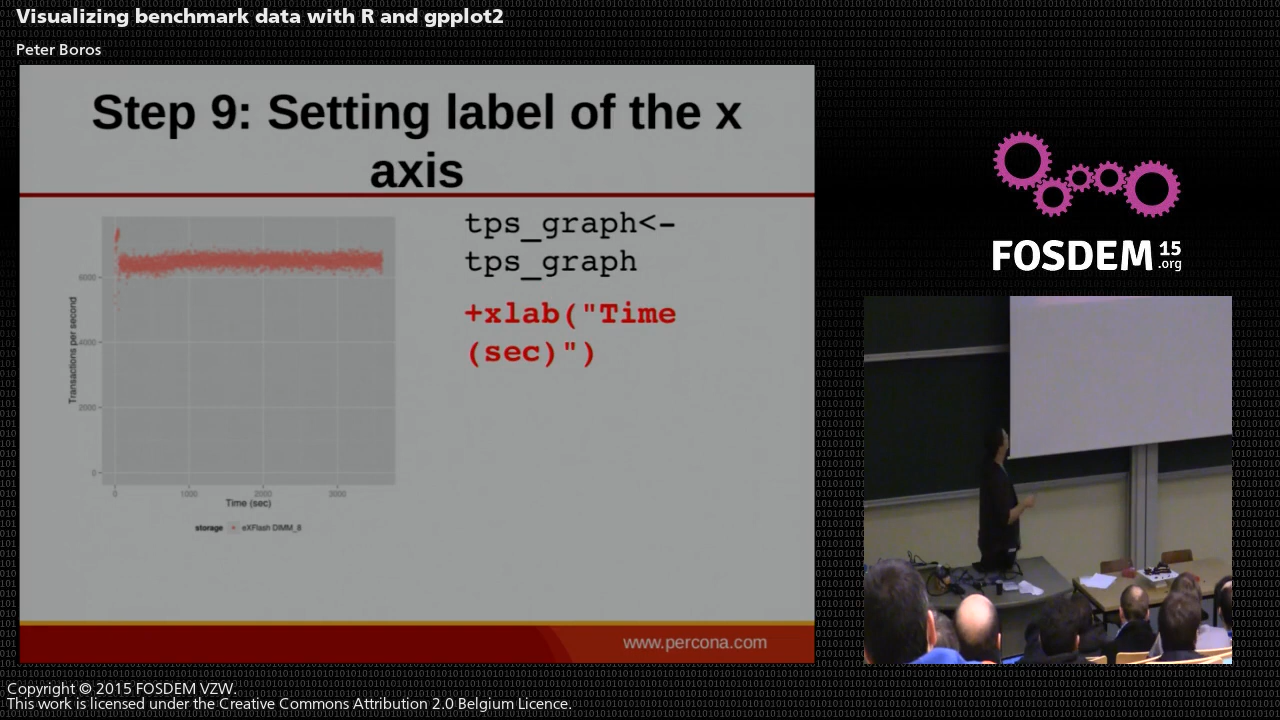 Visualizing benchmark data with R and gpplot2
Peter Boros
Step 9: Setting label of the x
axis
tps_graph<-
tps_graph
+xlab("Time
(sec)")
Transactions per second
6000
4000
2000
0
0 1000 2000 3000
Time (sec)
storage eXFlash DIMM_8
www.percona.com
FOSDEM 15
.org
Copyright © 2015 FOSDEM VZW.
This work is licensed under the Creative Commons Attribution 2.0 Belgium Licence.